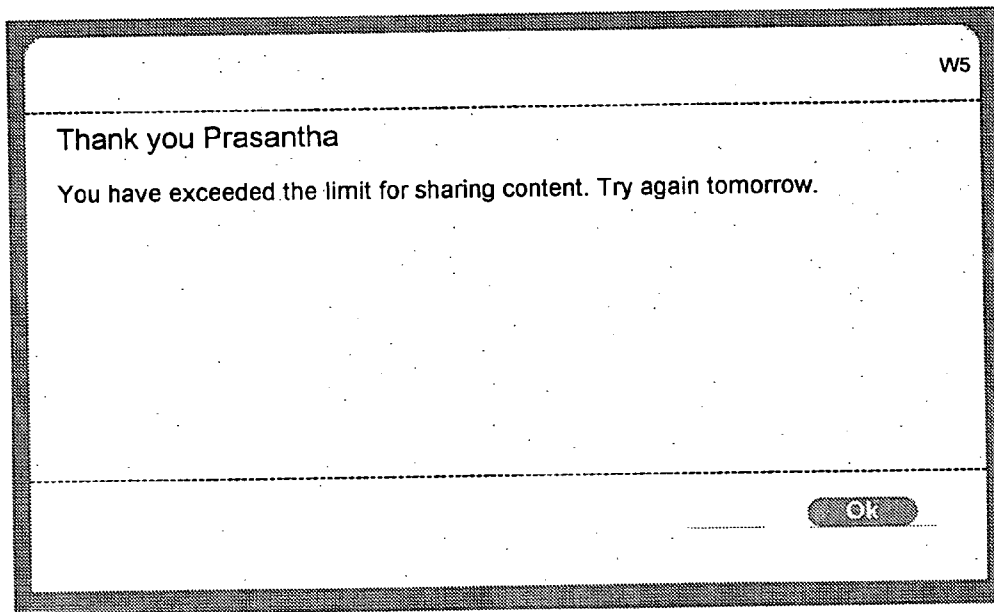 W5
Thank you Prasantha
You have exceeded the limit for sharing content. Try again tomorrow.
Ok